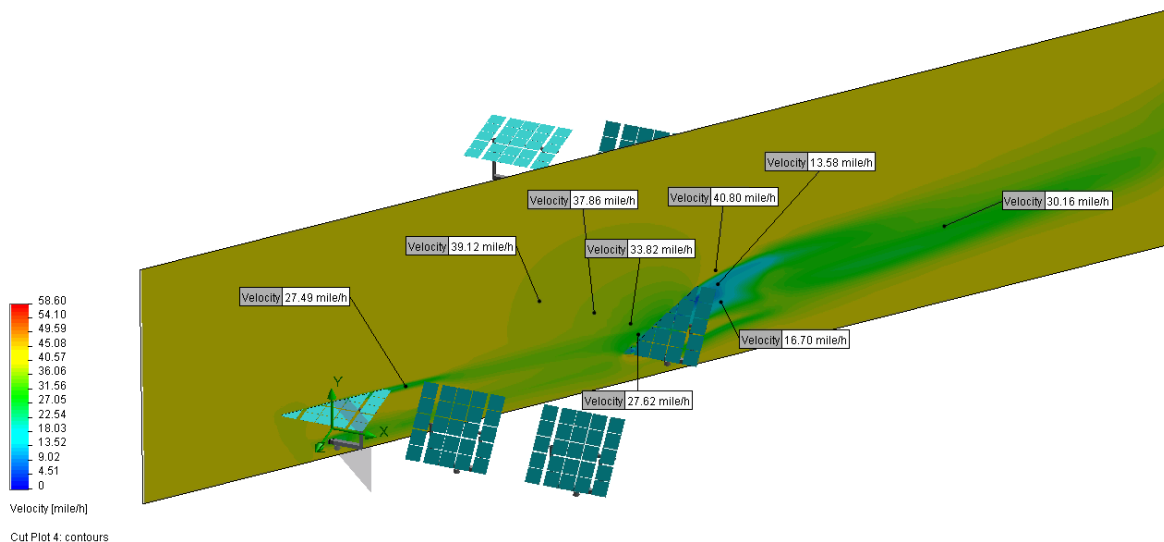 Velocity 13.58 mile/h
Velocity 37.86 mile/h
Velocity 40.80 mile/h
Velocity 30.16 mile/h
Velocity 39.12 mile/h
Velocity 33.82 mile/h
Velocity 27.49 mile/h
Velocity 16.70 mile/h
Velocity 27.62 mile/h
Y
X
Z
58.60
54.10
49.59
45.08
40.57
36.06
31.56
27.05
22.54
18.03
13.52
9.02
4.51
0
Velocity [mile/h]
Cut Plot 4: contours